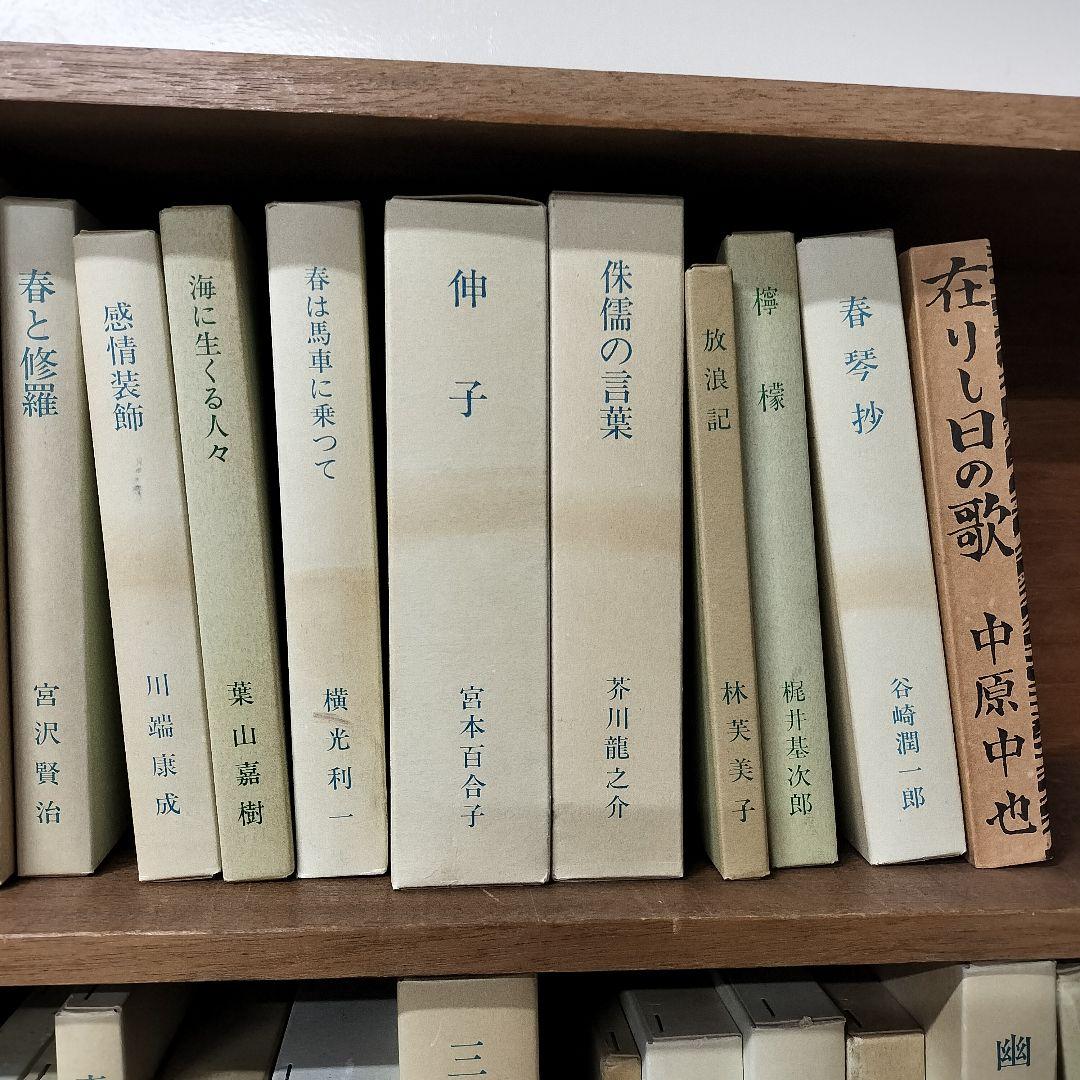 春と修羅
宮沢賢治
感情装飾
川端康成
海に生くる人々
葉山嘉樹
春は馬車に乗つて
横光利一
伸子
宮本百合子
侏儒の言葉
芥川龍之介
放浪記
林芙美子
檸檬
梶井基次郎
春琴抄
谷崎潤一郎
在りし日の歌
中原中也
三
幽